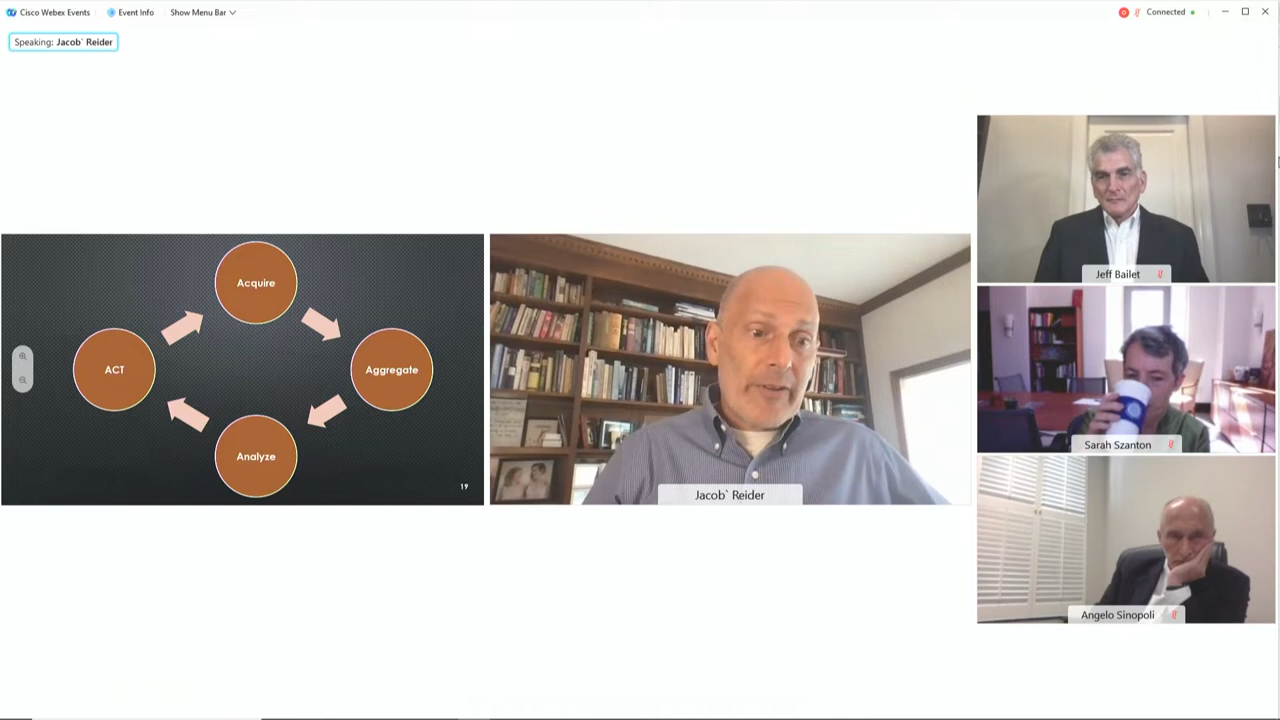 Cisco Webex Events
Event Info
Show Menu Bar
Connected
Speaking: Jacob` Reider
Acquire
ACT
Aggregate
Analyze
19
Jacob` Reider
Jeff Bailet
Sarah Szanton
Angelo Sinopoli